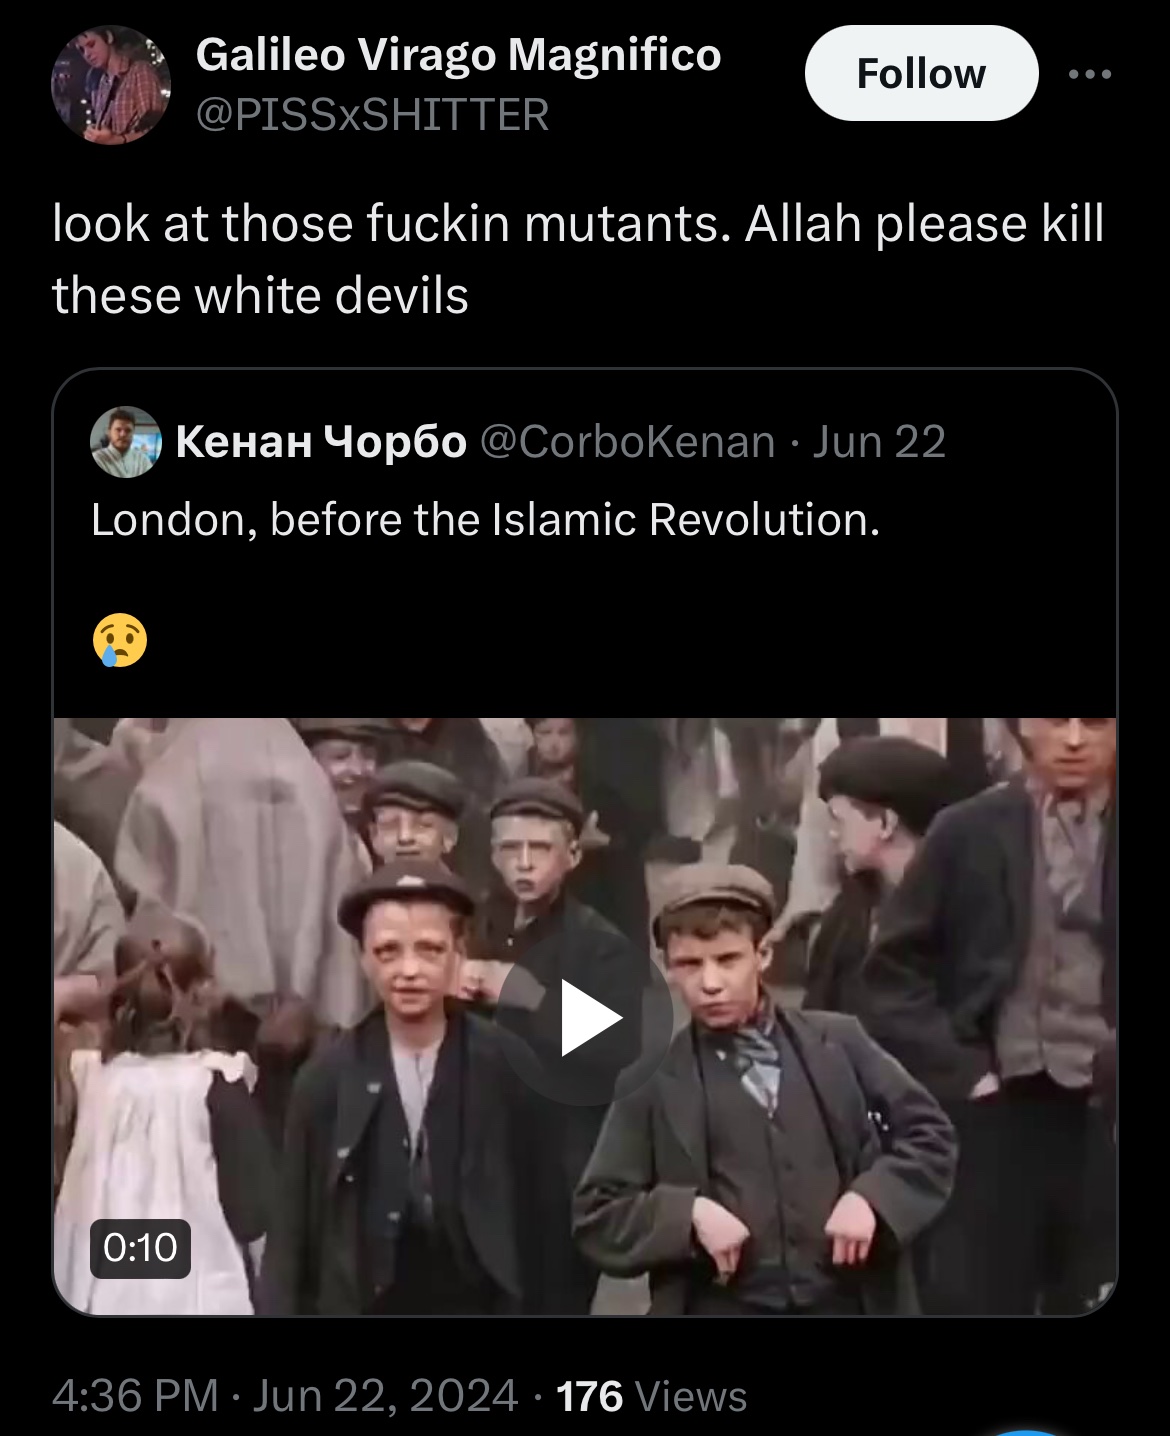 Galileo Virago Magnifico
@PISSxSHITTER
Follow
look at those fuckin mutants. Allah please kill
these white devils
Кенан Чорбо @CorboKenan · Jun 22
London, before the Islamic Revolution.
😢
0:10
4:36 PM · Jun 22, 2024 · 176 Views